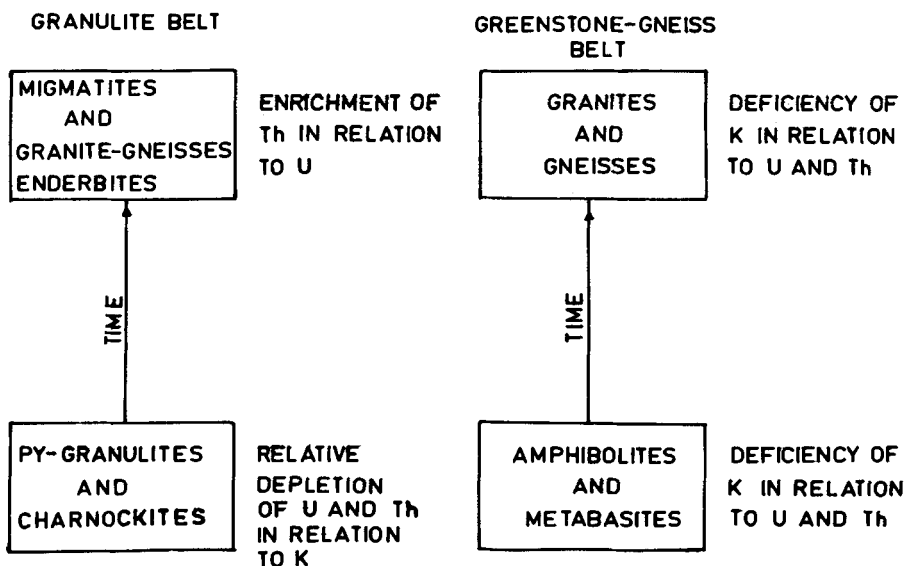 GRANULITE BELT
MIGMATITES
AND
GRANITE-GNEISSES
ENDERBITES
ENRICHMENT OF
Th IN RELATION
TO U
TIME
PY-GRANULITES
AND
CHARNOCKITES
RELATIVE
DEPLETION
OF U AND Th
IN RELATION
TO K
GREENSTONE-GNEISS
BELT
GRANITES
AND
GNEISSES
DEFICIENCY OF
K IN RELATION
TO U AND Th
TIME
AMPHIBOLITES
AND
METABASITES
DEFICIENCY OF
K IN RELATION
TO U AND Th